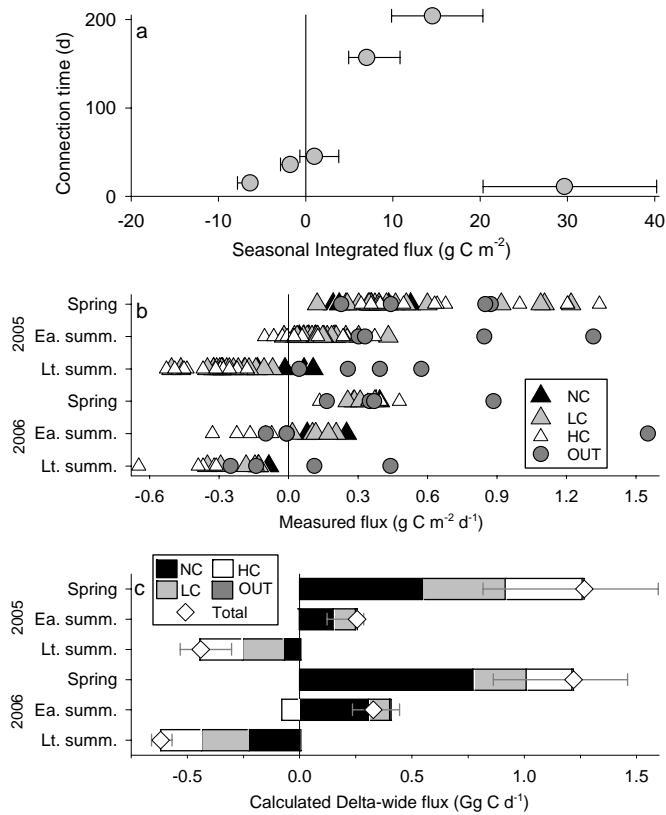 a
200
100
0
Connection time (d)
-20 -10 0 10 20 30 40
Seasonal Integrated flux (g C m⁻²)
b
2005
Spring
Ea. summ.
Lt. summ.
2006
Spring
Ea. summ.
Lt. summ.
NC
LC
HC
OUT
-0.6 -0.3 0.0 0.3 0.6 0.9 1.2 1.5
Measured flux (g C m⁻² d⁻¹)
c
NC HC
LC OUT
Total
2005
Spring
Ea. summ.
Lt. summ.
2006
Spring
Ea. summ.
Lt. summ.
-0.5 0.0 0.5 1.0 1.5
Calculated Delta-wide flux (Gg C d⁻¹)